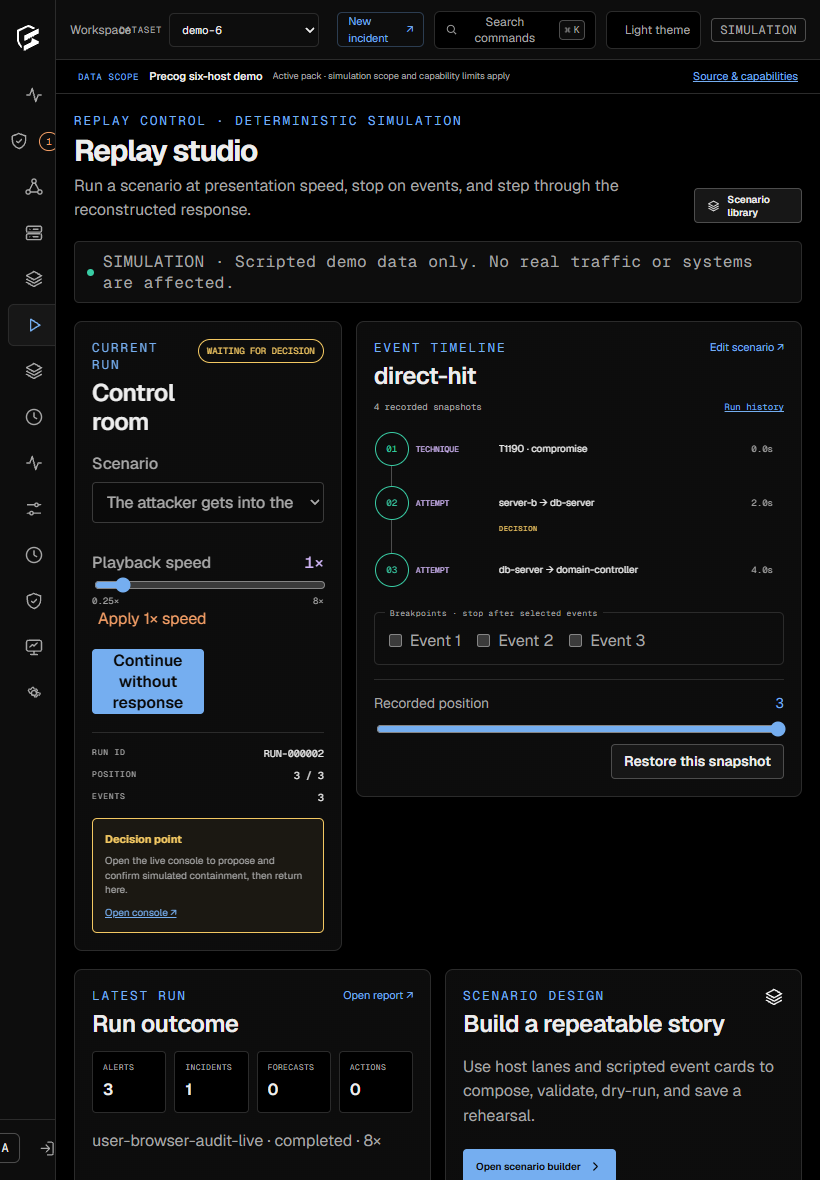 Workspace
DATASET
demo-6
New incident ↗
Search commands
⌘ K
Light theme
SIMULATION
DATA SCOPE
Precog six-host demo
Active pack · simulation scope and capability limits apply
Source & capabilities
1
REPLAY CONTROL · DETERMINISTIC SIMULATION
Replay studio
Run a scenario at presentation speed, stop on events, and step through the
reconstructed response.
Scenario
library
SIMULATION · Scripted demo data only. No real traffic or systems
are affected.
CURRENT
RUN
WAITING FOR DECISION
Control
room
Scenario
The attacker gets into the
Playback speed
1×
0.25×
8×
Apply 1× speed
Continue
without
response
RUN ID
RUN-000002
POSITION
3 / 3
EVENTS
3
Decision point
Open the live console to propose and
confirm simulated containment, then return
here.
Open console ↗
EVENT TIMELINE
Edit scenario ↗
direct-hit
4 recorded snapshots
Run history
01 TECHNIQUE T1190 · compromise 0.0s
02 ATTEMPT server-b → db-server 2.0s
DECISION
03 ATTEMPT db-server → domain-controller 4.0s
Breakpoints · stop after selected events
Event 1 Event 2 Event 3
Recorded position
3
Restore this snapshot
LATEST RUN
Open report ↗
Run outcome
ALERTS
3
INCIDENTS
1
FORECASTS
0
ACTIONS
0
user-browser-audit-live · completed · 8×
SCENARIO DESIGN
Build a repeatable story
Use host lanes and scripted event cards to
compose, validate, dry-run, and save a
rehearsal.
Open scenario builder
A